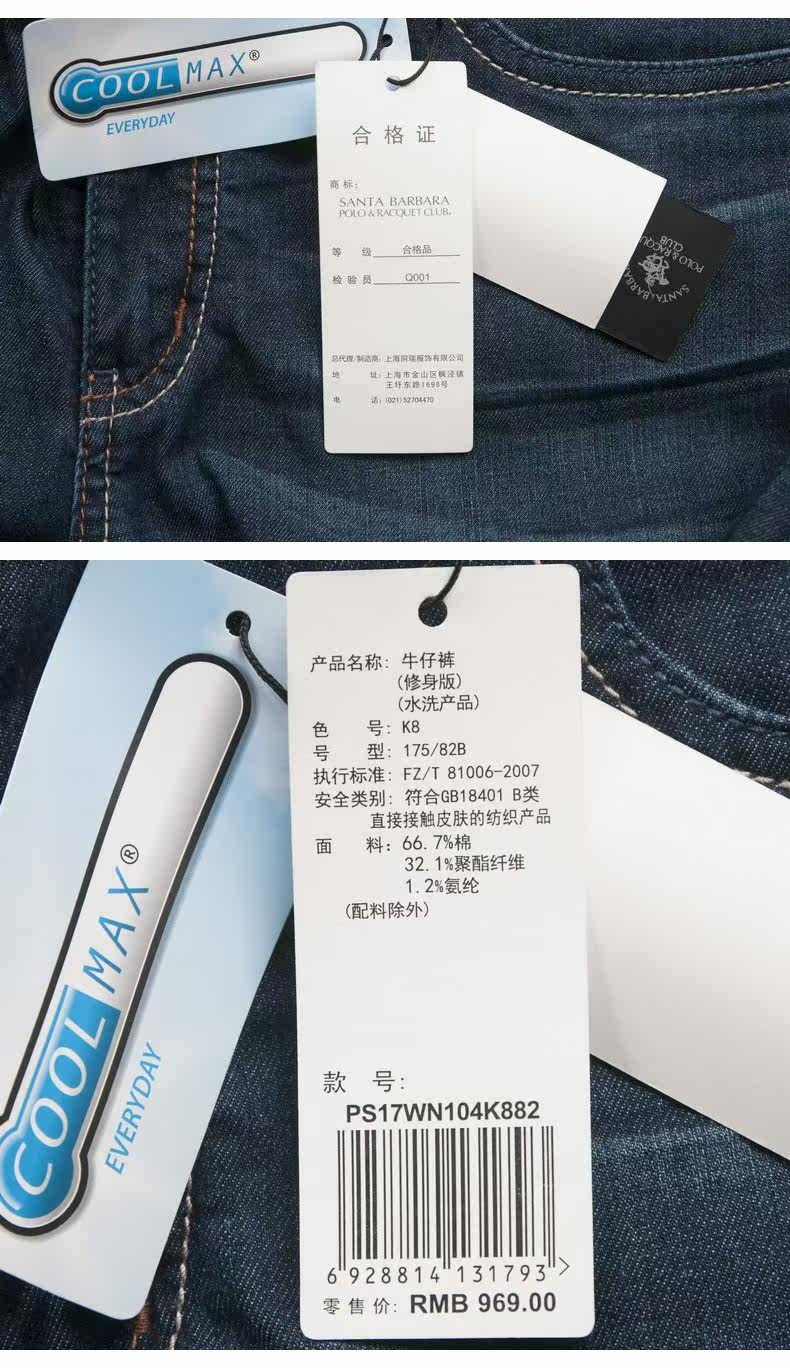 COOLMAX®
EVERYDAY
合格证
商标:
SANTA BARBARA
POLO & RACQUET CLUB®
等 级 合格品
检验员 Q001
总代理/制造商: 上海同瑞服饰有限公司
地 址: 上海市金山区枫泾镇
王圩东路1698号
电 话: (021)52704470
SANTA BARBARA
POLO & RACQU
CLUB
COOLMAX®
EVERYDAY
产品名称: 牛仔裤
(修身版)
(水洗产品)
色 号: K8
号 型: 175/82B
执行标准: FZ/T 81006-2007
安全类别: 符合GB18401 B类
直接接触皮肤的纺织产品
面 料: 66.7%棉
32.1%聚酯纤维
1.2%氨纶
(配料除外)
款 号:
PS17WN104K882
6 928814 131793 >
零售价: RMB 969.00